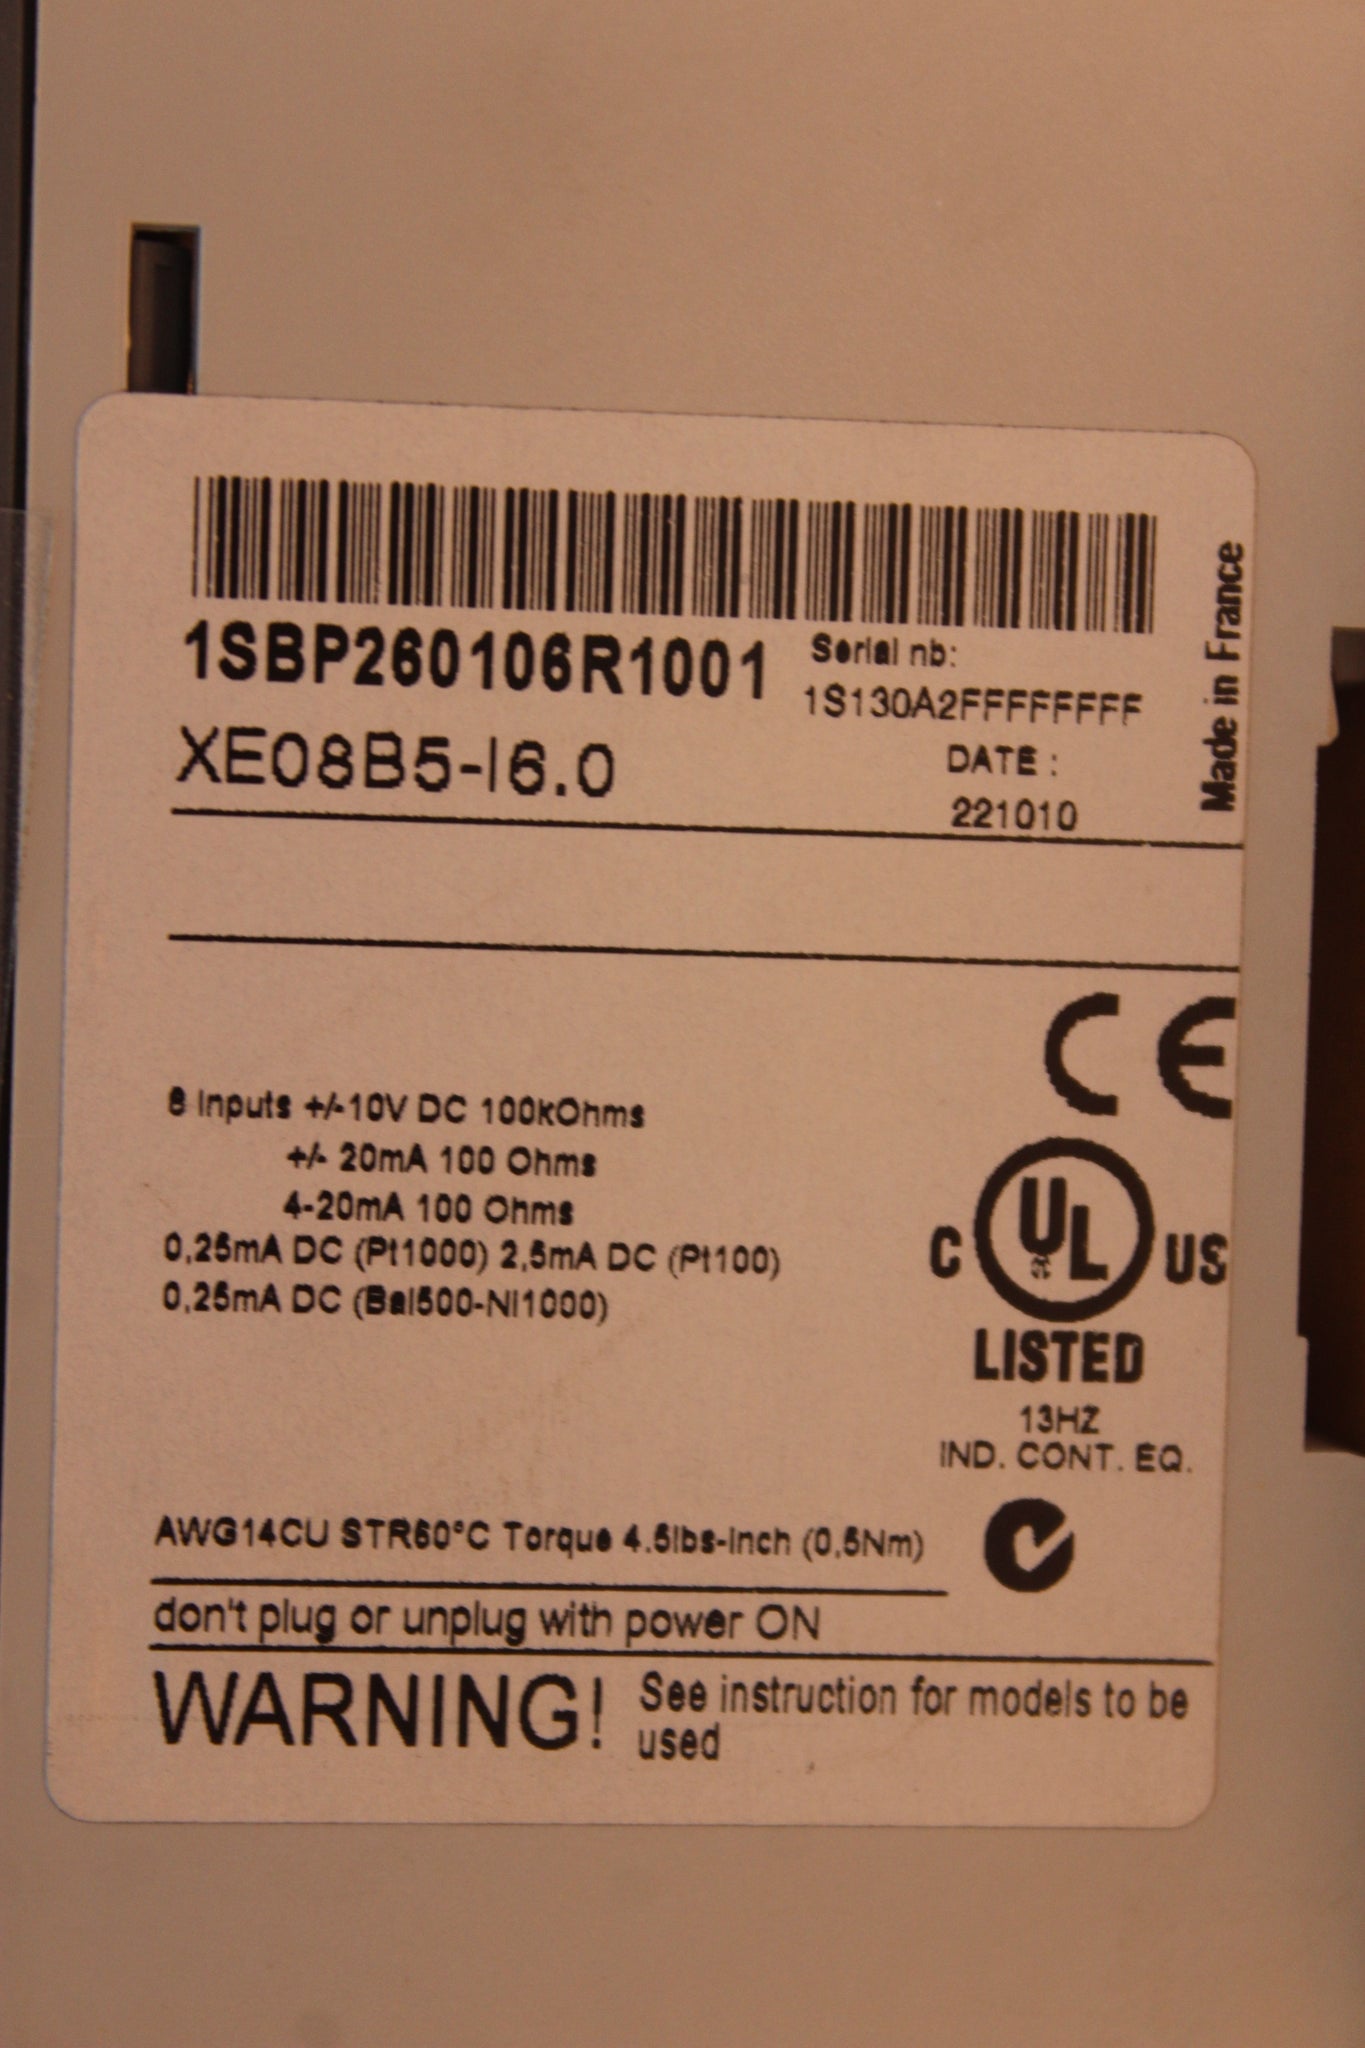 1SBP260106R1001
Serial nb:
1S130A2FFFFFFFF
XE08B5-I6.0
DATE :
221010
Made in France
CE
8 Inputs +/-10V DC 100kOhms
+/- 20mA 100 Ohms
4-20mA 100 Ohms
0,25mA DC (Pt1000) 2,5mA DC (Pt100)
0,25mA DC (Bal500-NI1000)
C UL US
LISTED
13HZ
IND. CONT. EQ.
AWG14CU STR60°C Torque 4.5lbs-Inch (0,5Nm)
don't plug or unplug with power ON
WARNING! See instruction for models to be
used